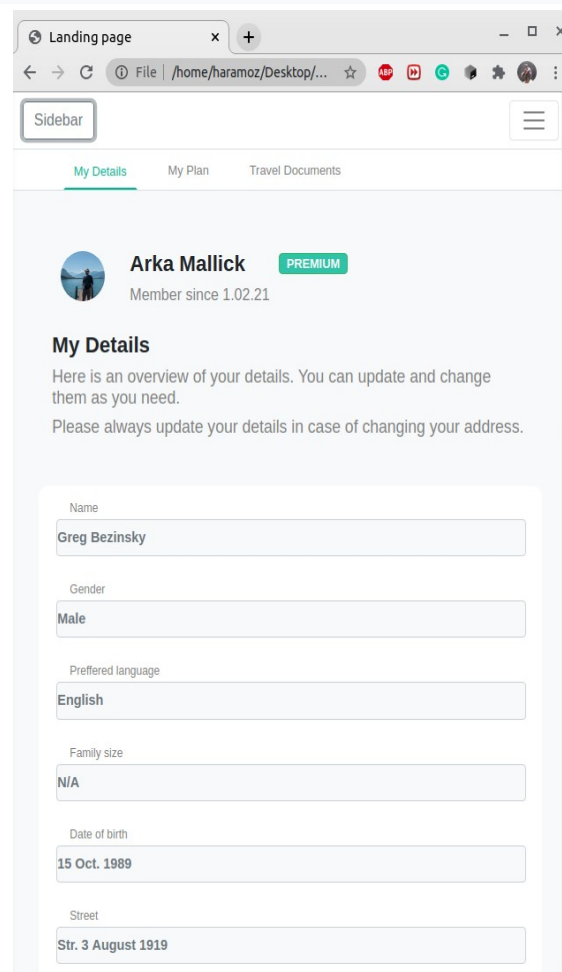 Landing page
File | /home/haramoz/Desktop/...
ABP
Sidebar
My Details My Plan Travel Documents
Arka Mallick PREMIUM
Member since 1.02.21
My Details
Here is an overview of your details. You can update and change
them as you need.
Please always update your details in case of changing your address.
Name
Greg Bezinsky
Gender
Male
Preffered language
English
Family size
N/A
Date of birth
15 Oct. 1989
Street
Str. 3 August 1919